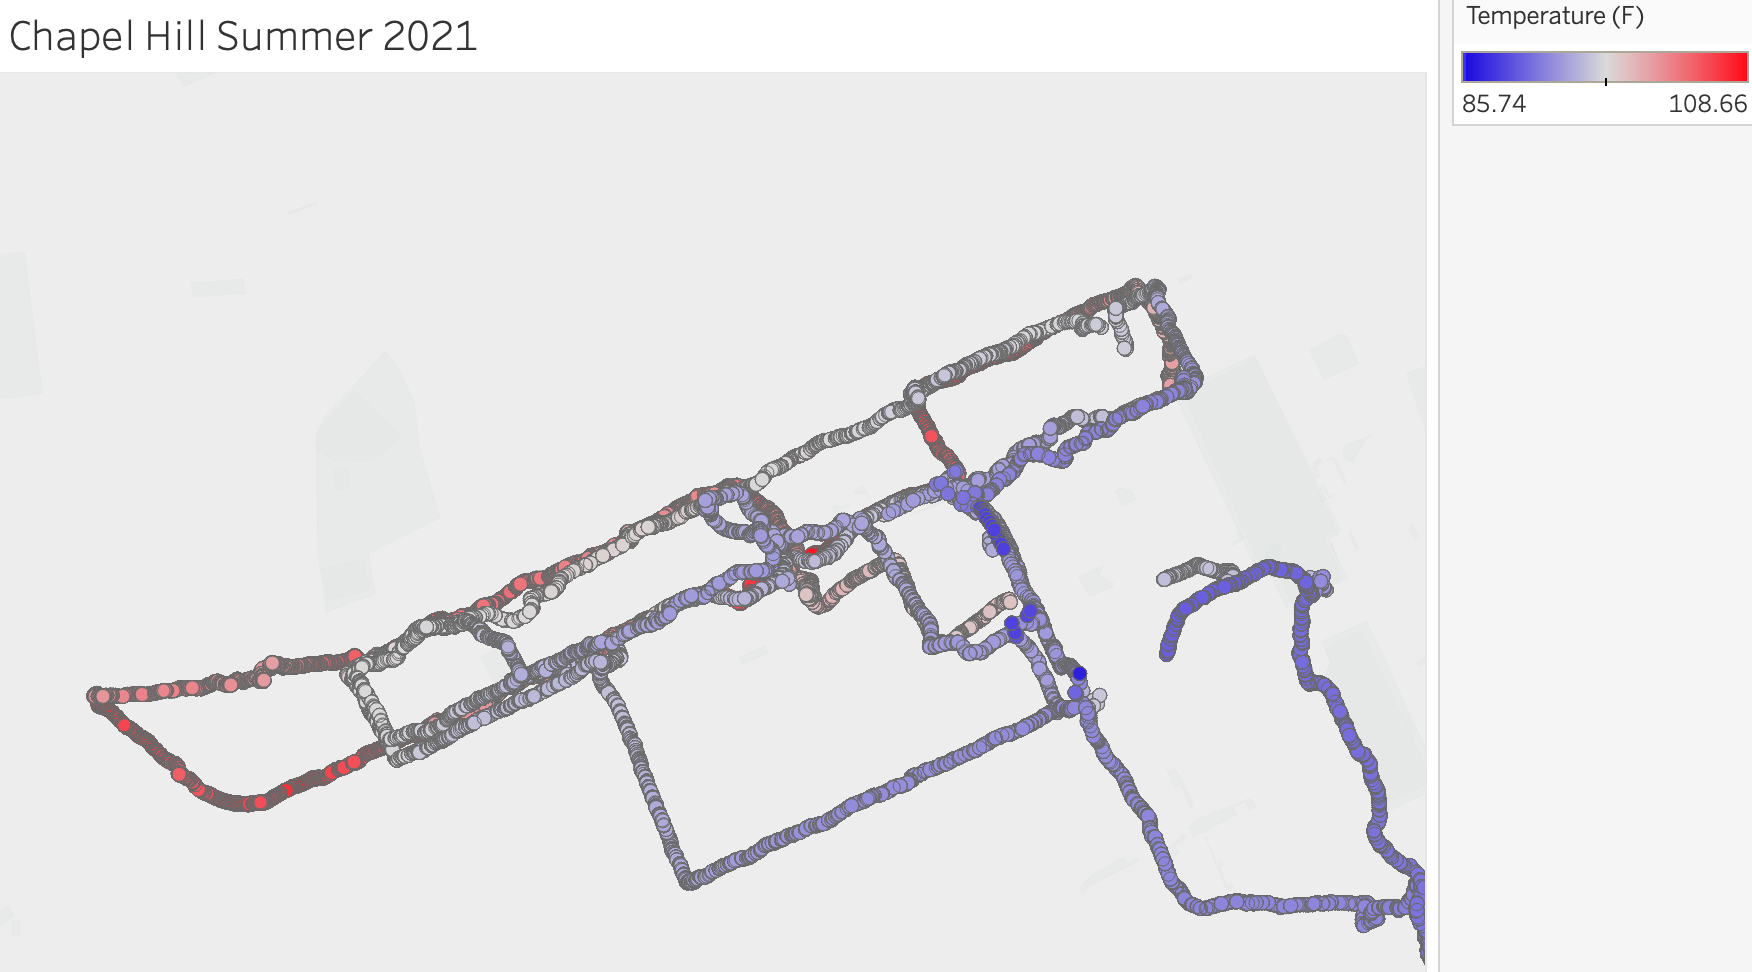 Chapel Hill Summer 2021
Temperature (F)
85.74 108.66